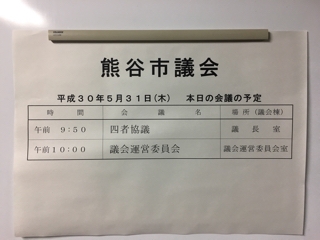 熊谷市議会
平成３０年５月３１日(木)　本日の会議の予定
時　間　会　議　名　場　所（議会棟）
午前　９：５０　四者協議　議　長　室
午前１０：００　議会運営委員会　議会運営委員会室